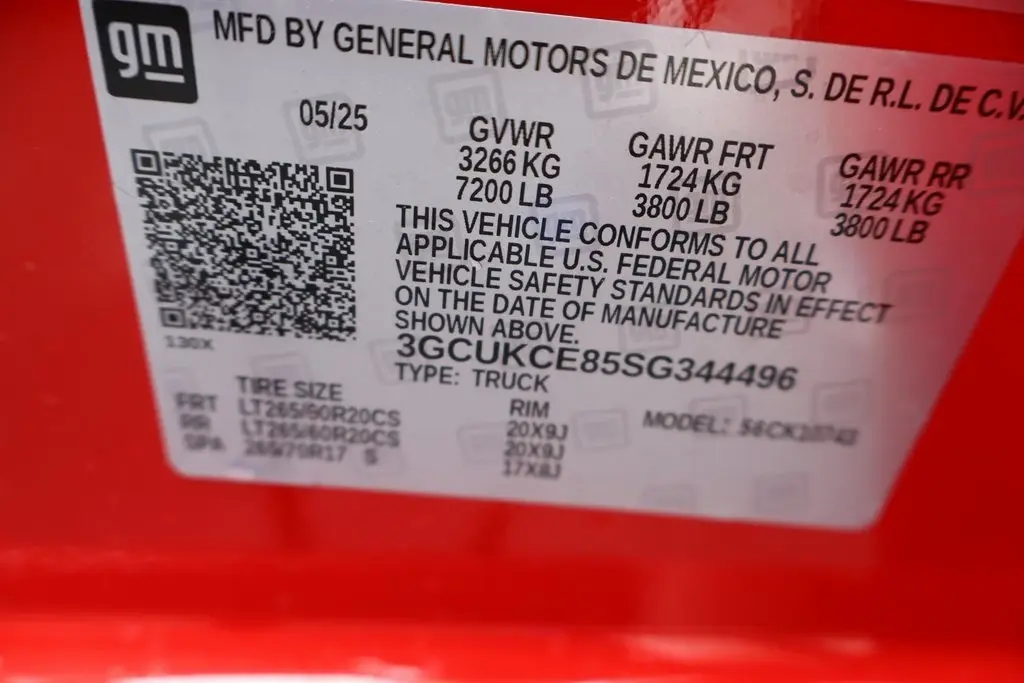 gm
MFD BY GENERAL MOTORS DE MEXICO, S. DE R.L. DE C.V.
05/25
GVWR GAWR FRT GAWR RR
3266 KG 1724 KG 1724 KG
7200 LB 3800 LB 3800 LB
THIS VEHICLE CONFORMS TO ALL
APPLICABLE U.S. FEDERAL MOTOR
VEHICLE SAFETY STANDARDS IN EFFECT
ON THE DATE OF MANUFACTURE
SHOWN ABOVE.
3GCUKCE85SG344496
130X
TYPE: TRUCK
TIRE SIZE RIM MODEL:
FRT LT265/60R20CS 20X9J
RR LT265/60R20CS 20X9J
SPA 265/70R17 S 17X8J